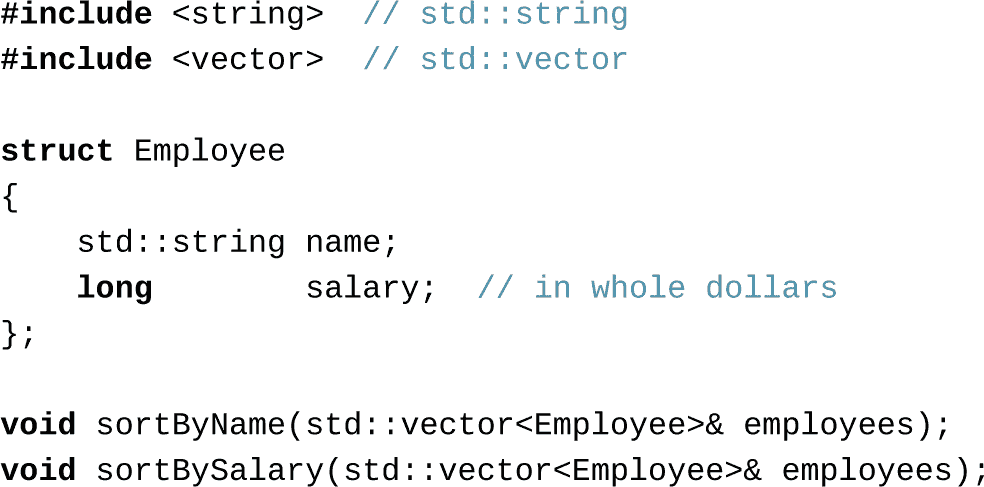 #include <string>  // std::string
#include <vector>  // std::vector
struct Employee
{
    std::string name;
    long        salary;  // in whole dollars
};
void sortByName(std::vector<Employee>& employees);
void sortBySalary(std::vector<Employee>& employees);